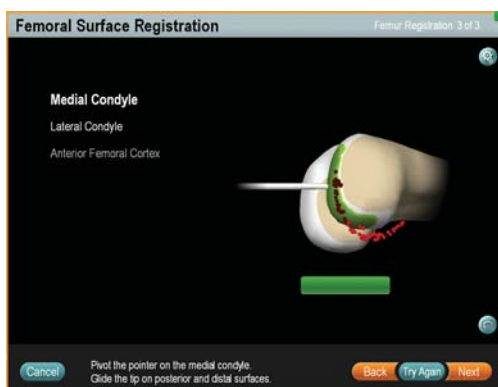 Femoral Surface Registration
Femur Registration 3 of 3
Medial Condyle
Lateral Condyle
Anterior Femoral Cortex
Cancel
Pivot the pointer on the medial condyle.
Glide the tip on posterior and distal surfaces.
Back
Try Again
Next